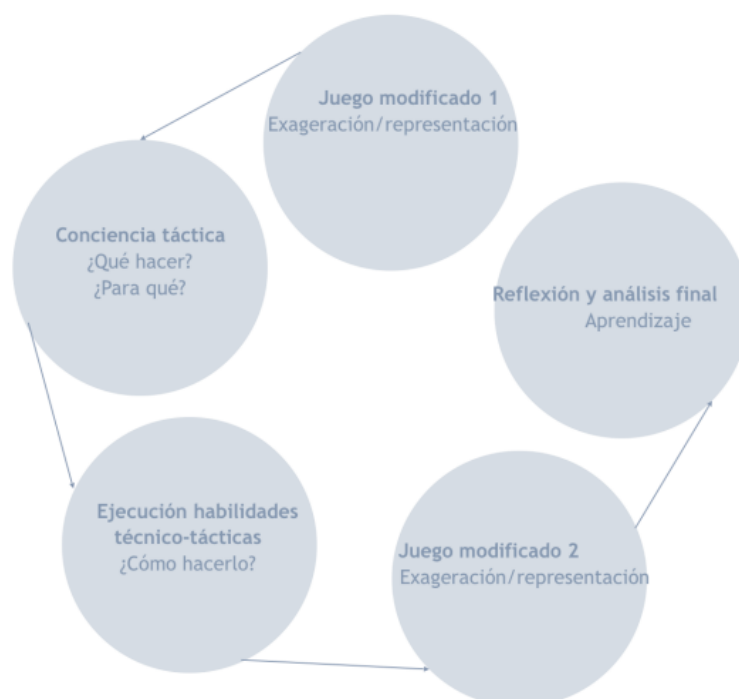 Juego modificado 1
Exageración/representación
Conciencia táctica
¿Qué hacer?
¿Para qué?
Ejecución habilidades
técnico-tácticas
¿Cómo hacerlo?
Juego modificado 2
Exageración/representación
Reflexión y análisis final
Aprendizaje